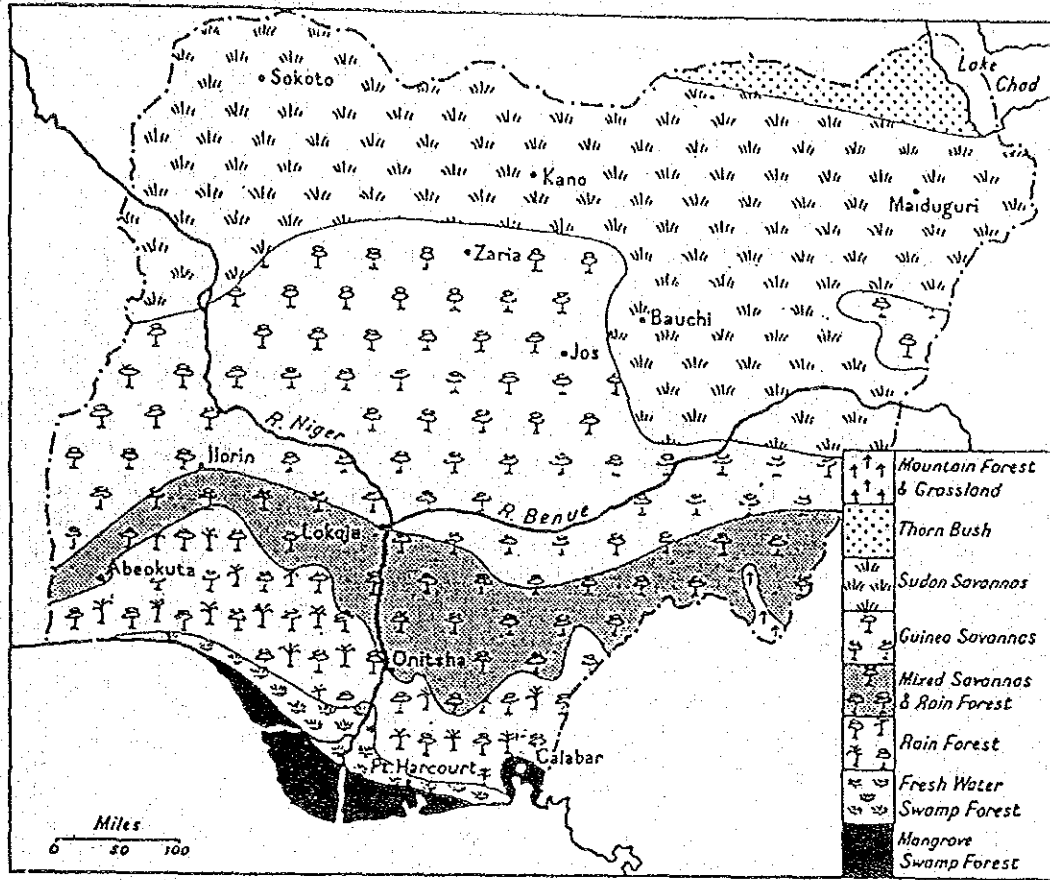 Lake
Chad
Sokoto
Kano
Maiduguri
Zaria
Bauchi
Jos
R. Niger
Ilorin
R. Benue
Lokoja
Abeokuta
Onitsha
Calabar
Pt. Harcourt
Miles
0 50 100
Mountain Forest
& Grassland
Thorn Bush
Sudan Savannas
Guinea Savannas
Mixed Savannas
& Rain Forest
Rain Forest
Fresh Water
Swamp Forest
Mangrove
Swamp Forest